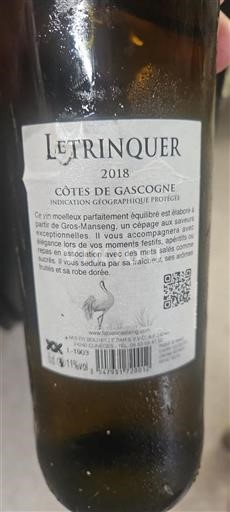 LETRINQUER
2018
CÔTES DE GASCOGNE
INDICATION GÉOGRAPHIQUE PROTÉGÉE
Ce vin moelleux parfaitement équilibré est élaboré à
partir de Gros-Manseng, un cépage aux saveurs
exceptionnelles. Il vous accompagnera avec
élégance lors de vos moments festifs, apéritifs ou
repas en association avec des mets salés comme
sucrés. Il vous séduira par sa fraîcheur, ses arômes
fruités et sa robe dorée.
L-1903
11%vol